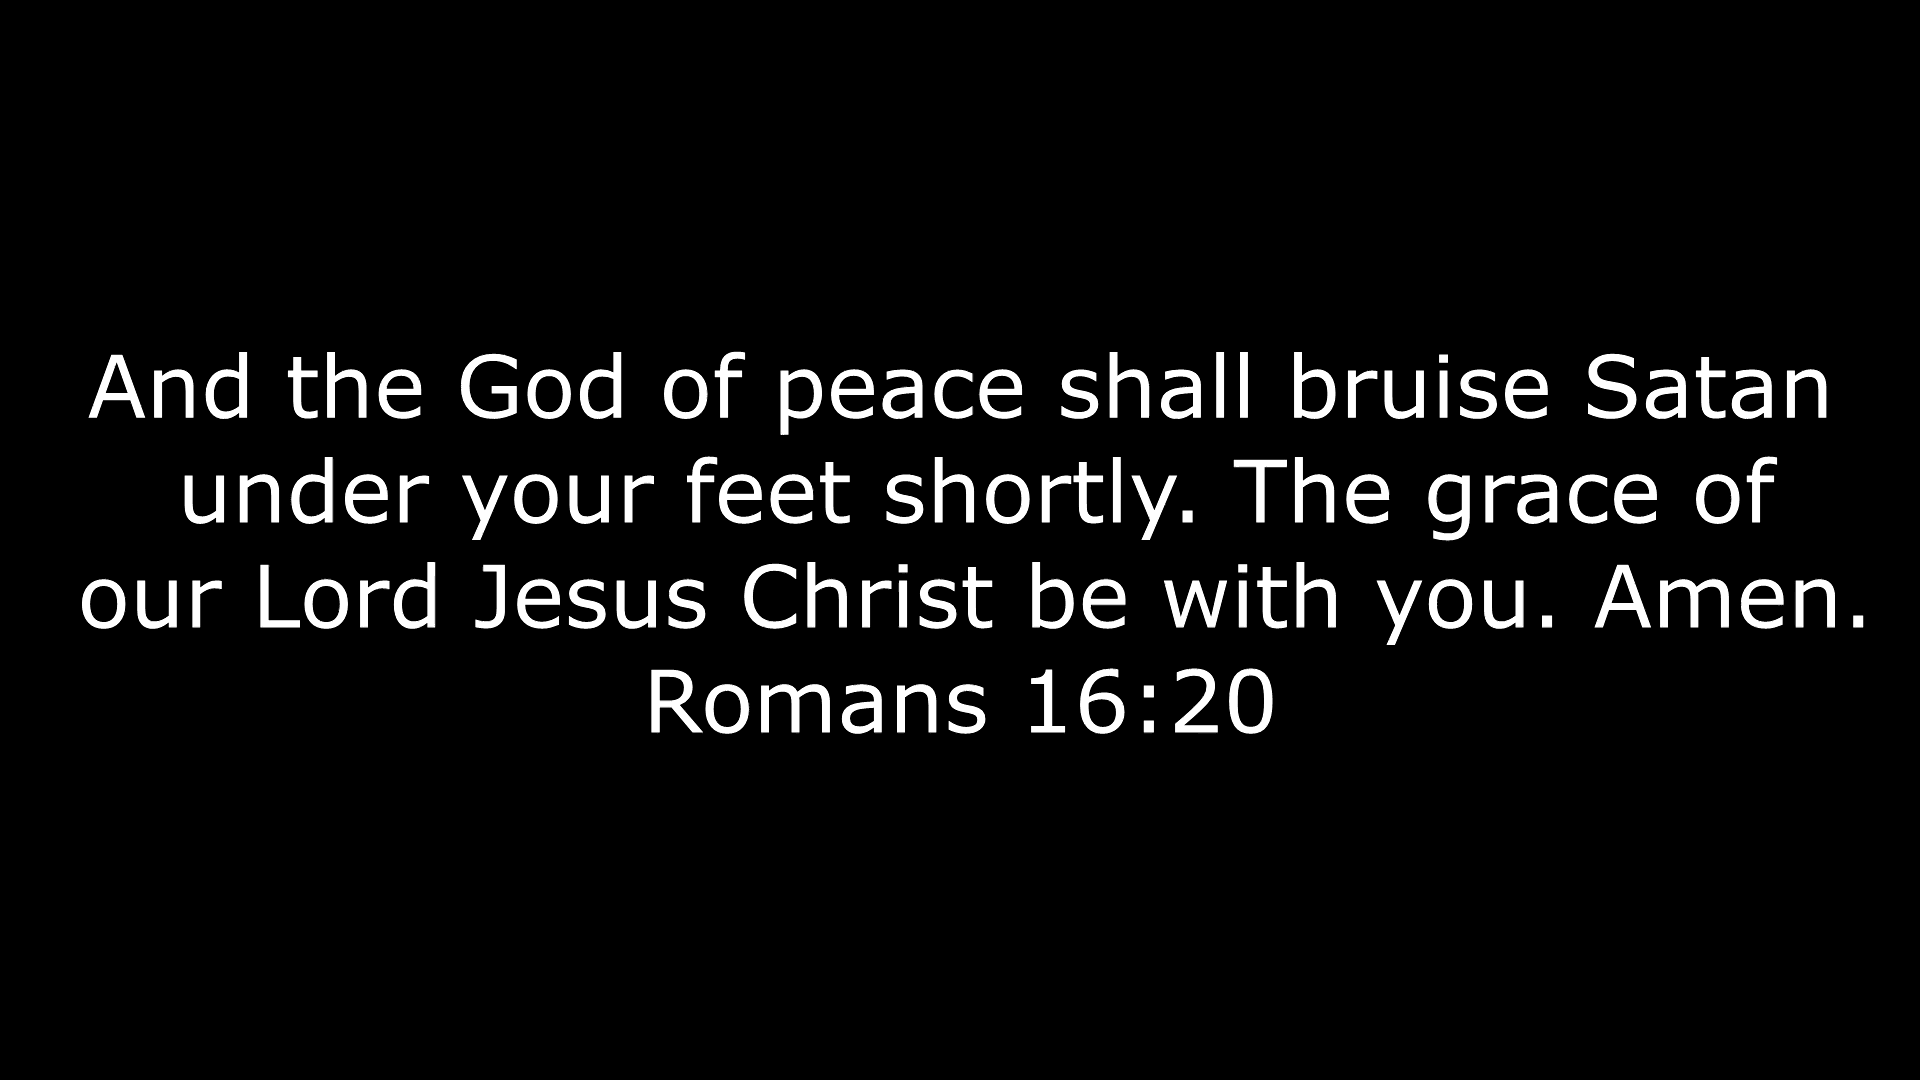 And the God of peace shall bruise Satan
under your feet shortly. The grace of
our Lord Jesus Christ be with you. Amen.
Romans 16:20